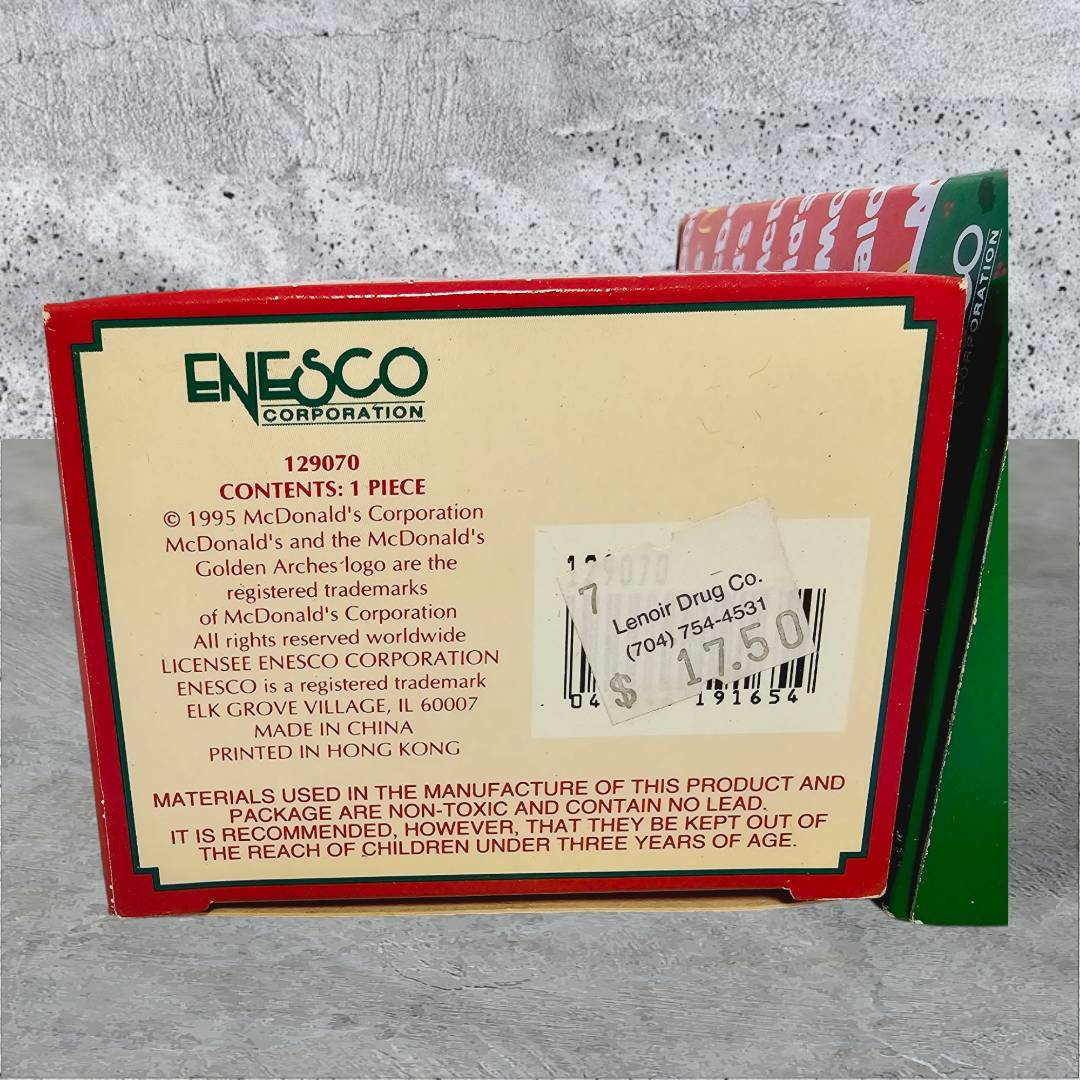 ENESCO
CORPORATION
129070
CONTENTS: 1 PIECE
© 1995 McDonald's Corporation
McDonald's and the McDonald's
Golden Arches logo are the
registered trademarks
of McDonald's Corporation
All rights reserved worldwide
LICENSEE ENESCO CORPORATION
ENESCO is a registered trademark
ELK GROVE VILLAGE, IL 60007
MADE IN CHINA
PRINTED IN HONG KONG
129070
7
Lenoir Drug Co.
(704) 754-4531
$ 17.50
04 191654
MATERIALS USED IN THE MANUFACTURE OF THIS PRODUCT AND
PACKAGE ARE NON-TOXIC AND CONTAIN NO LEAD.
IT IS RECOMMENDED, HOWEVER, THAT THEY BE KEPT OUT OF
THE REACH OF CHILDREN UNDER THREE YEARS OF AGE.